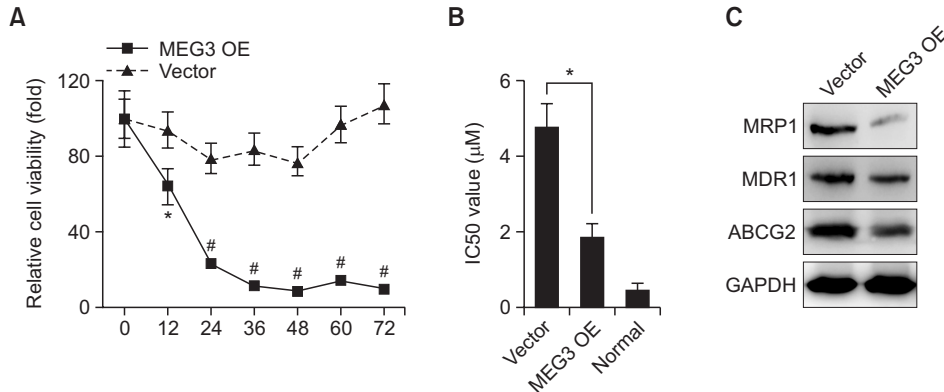 A
MEG3 OE
Vector
Relative cell viability (fold)
120
80
40
0
*
#
#
#
#
#
0 12 24 36 48 60 72
B
IC50 value (μM)
6
4
2
0
*
Vector
MEG3 OE
Normal
C
Vector
MEG3 OE
MRP1
MDR1
ABCG2
GAPDH